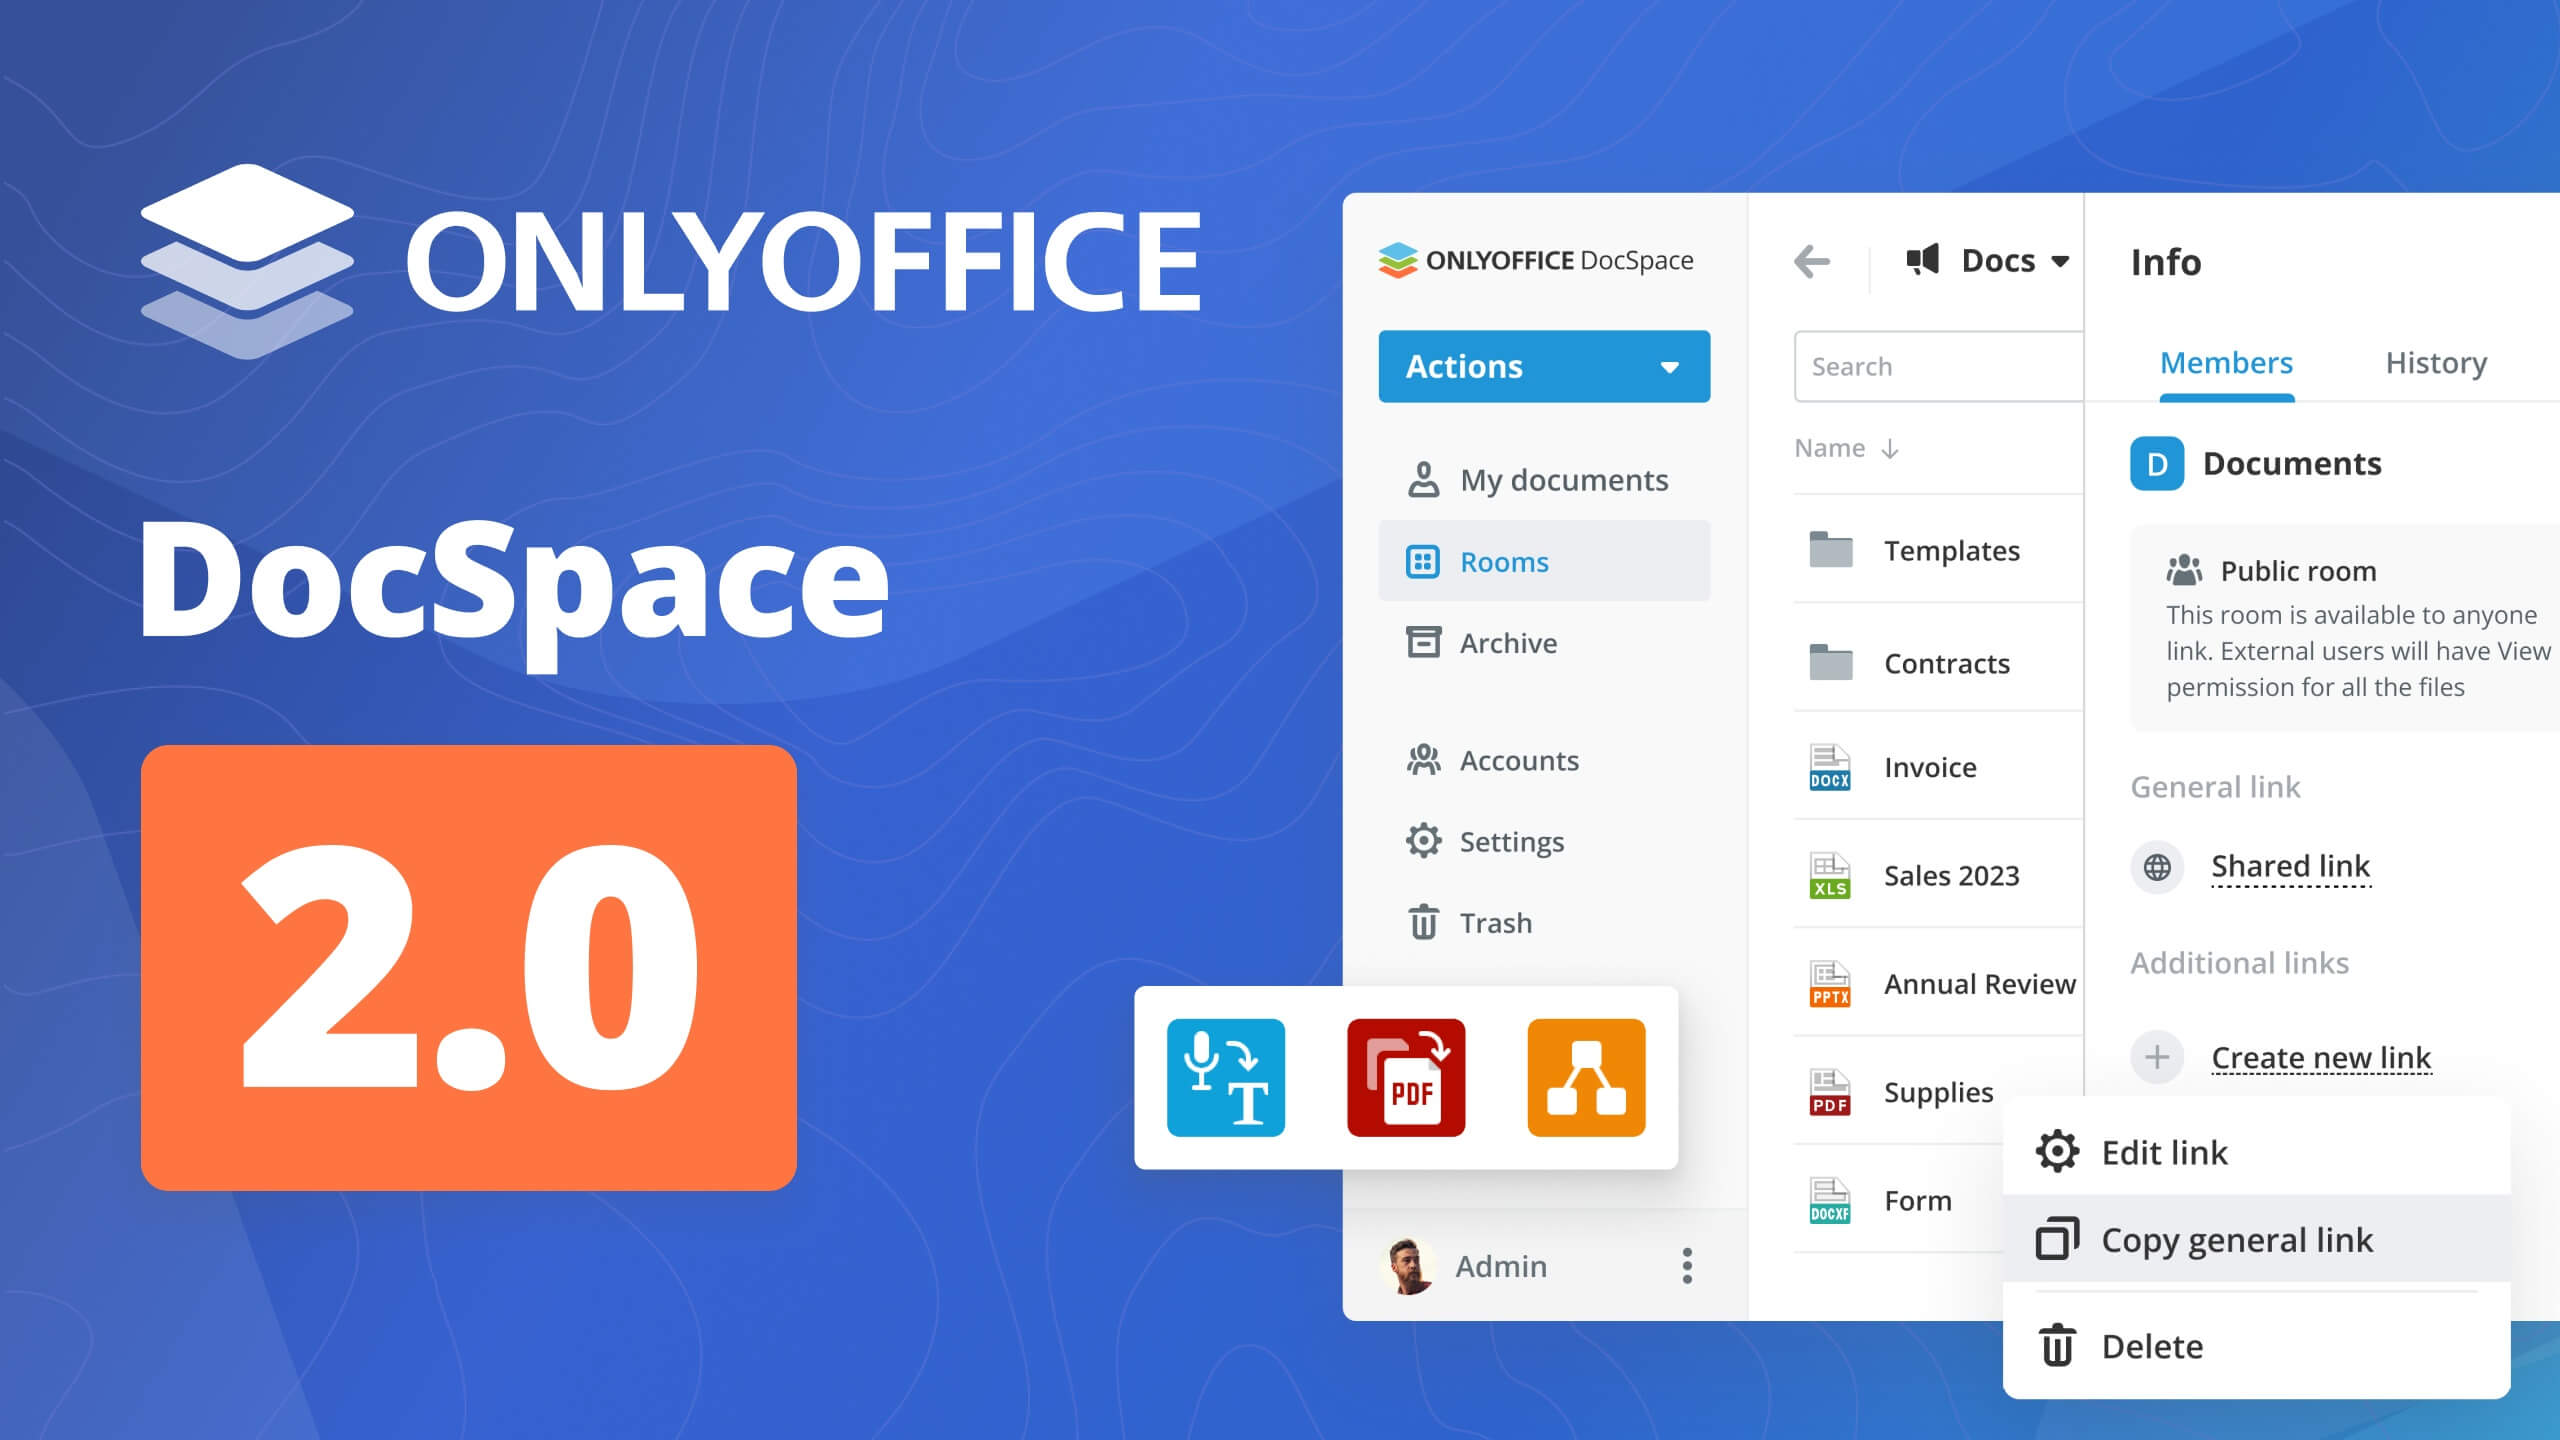 ONLYOFFICE
DocSpace
2.0
ONLYOFFICE DocSpace
Actions
My documents
Rooms
Archive
Accounts
Settings
Trash
T
PDF
Admin
Docs
Search
Name
Templates
Contracts
DOCX
Invoice
XLS
Sales 2023
PPTX
Annual Review
PDF
Supplies
DOCXF
Form
Info
Members
History
D
Documents
Public room
This room is available to anyone
link. External users will have View
permission for all the files
General link
Shared link
Additional links
Create new link
Edit link
Copy general link
Delete